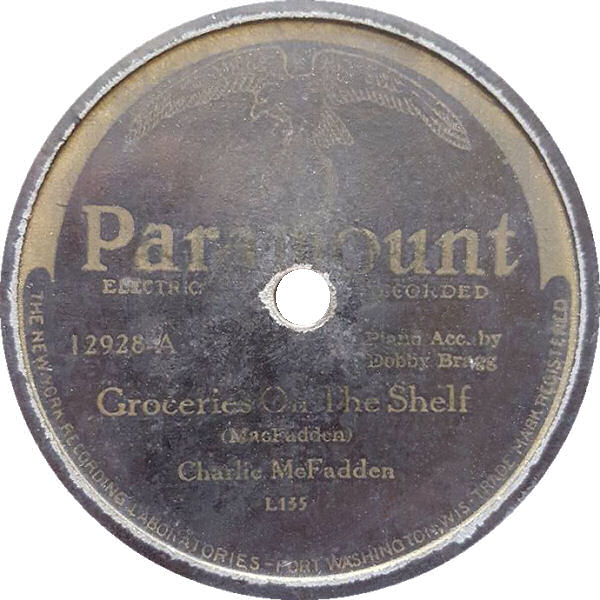 Paramount
ELECTRICALLY RECORDED
12928-A
Piano Acc. by
Dobby Bragg
Groceries On The Shelf
(MacFadden)
Charlie McFadden
L155
THE NEW YORK RECORDING LABORATORIES - PORT WASHINGTON, WIS. TRADE MARK REGISTERED